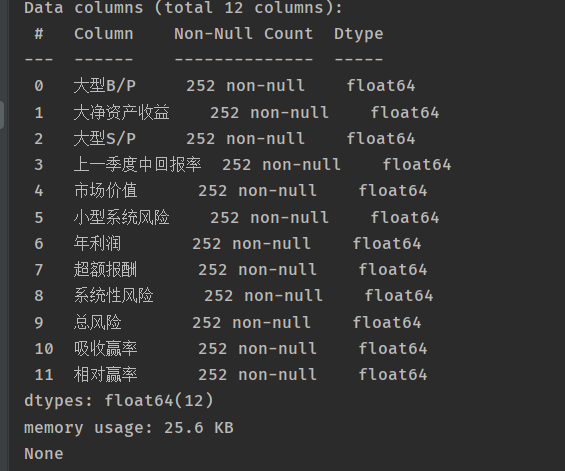 Data columns (total 12 columns):
 #   Column    Non-Null Count  Dtype
---  ------    --------------  -----
 0   大型B/P     252 non-null    float64
 1   大净资产收益    252 non-null    float64
 2   大型S/P     252 non-null    float64
 3   上一季度中回报率  252 non-null    float64
 4   市场价值      252 non-null    float64
 5   小型系统风险    252 non-null    float64
 6   年利润       252 non-null    float64
 7   超额报酬      252 non-null    float64
 8   系统性风险     252 non-null    float64
 9   总风险       252 non-null    float64
 10  吸收赢率      252 non-null    float64
 11  相对赢率      252 non-null    float64
dtypes: float64(12)
memory usage: 25.6 KB
None